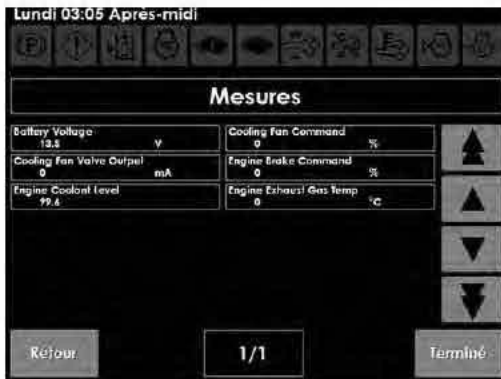 Lundi 03:05 Après-midi
Mesures
Battery Voltage
13.5 V
Cooling Fan Command
0 %
Cooling Fan Valve Output
0 mA
Engine Brake Command
0 %
Engine Coolant Level
99.6
Engine Exhaust Gas Temp
0 °C
Retour
1/1
Terminé